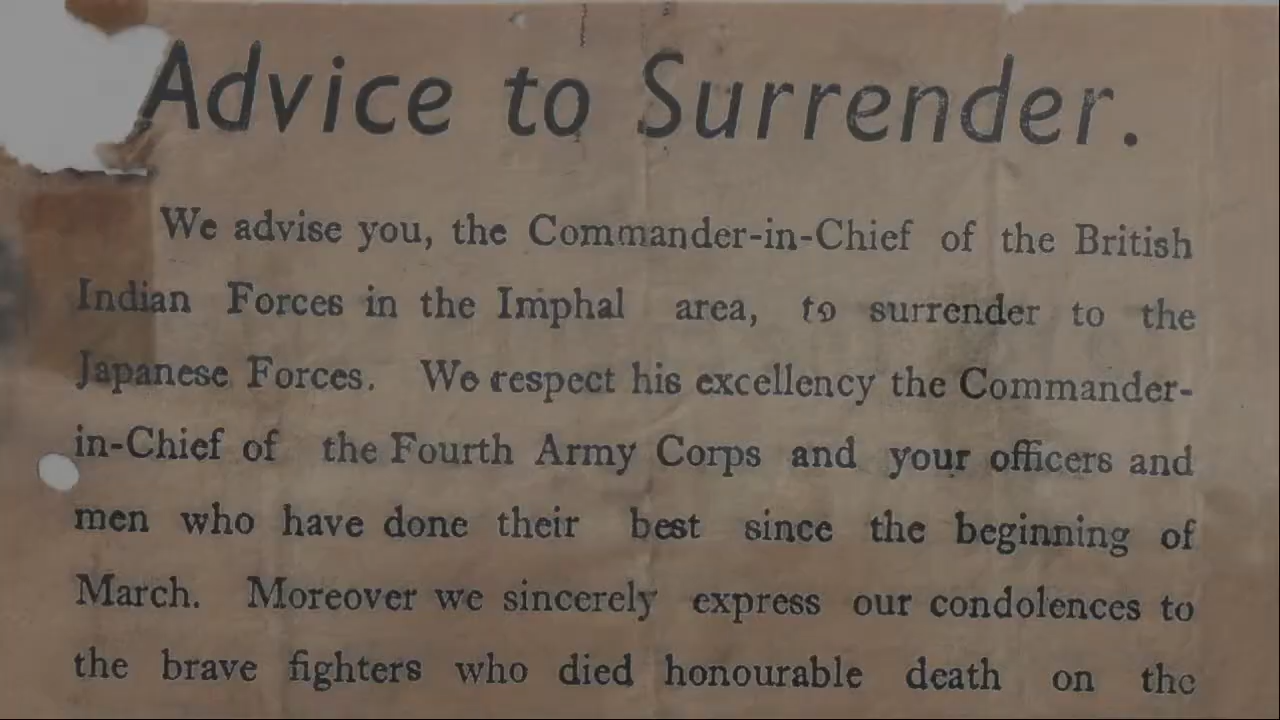 Advice to Surrender.
We advise you, the Commander-in-Chief of the British
Indian Forces in the Imphal area, to surrender to the
Japanese Forces. We respect his excellency the Commander-
in-Chief of the Fourth Army Corps and your officers and
men who have done their best since the beginning of
March. Moreover we sincerely express our condolences to
the brave fighters who died honourable death on the